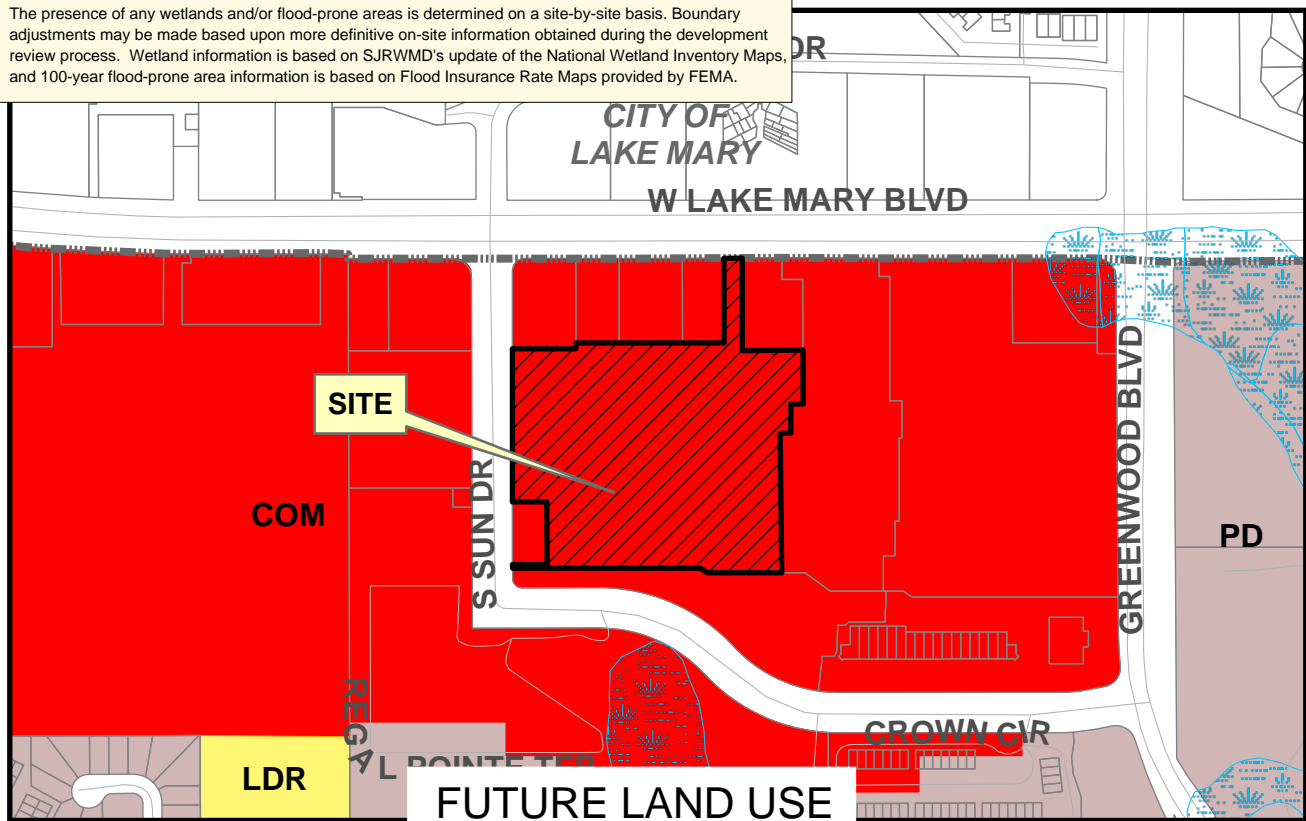 The presence of any wetlands and/or flood-prone areas is determined on a site-by-site basis. Boundary
adjustments may be made based upon more definitive on-site information obtained during the development
review process. Wetland information is based on SJRWMD's update of the National Wetland Inventory Maps,
and 100-year flood-prone area information is based on Flood Insurance Rate Maps provided by FEMA.
DR
CITY OF
LAKE MARY
W LAKE MARY BLVD
SITE
COM
S SUN DR
GREENWOOD BLVD
PD
REGAL POINTE TER
CROWN CIR
LDR
FUTURE LAND USE